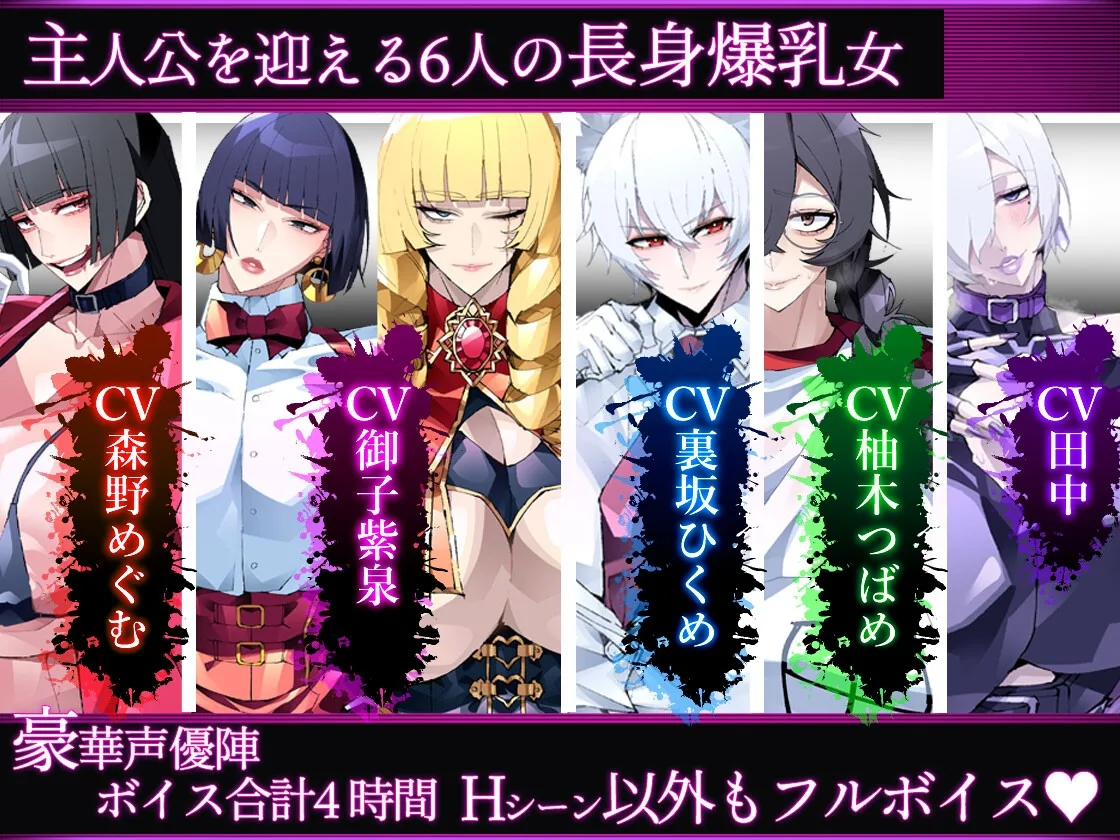 主人公を迎える6人の長身爆乳女
CV森野めぐむ
CV御子紫泉
CV裏坂ひくめ
CV柚木つばめ
CV田中
豪華声優陣
ボイス合計4時間 Hシーン以外もフルボイス♥